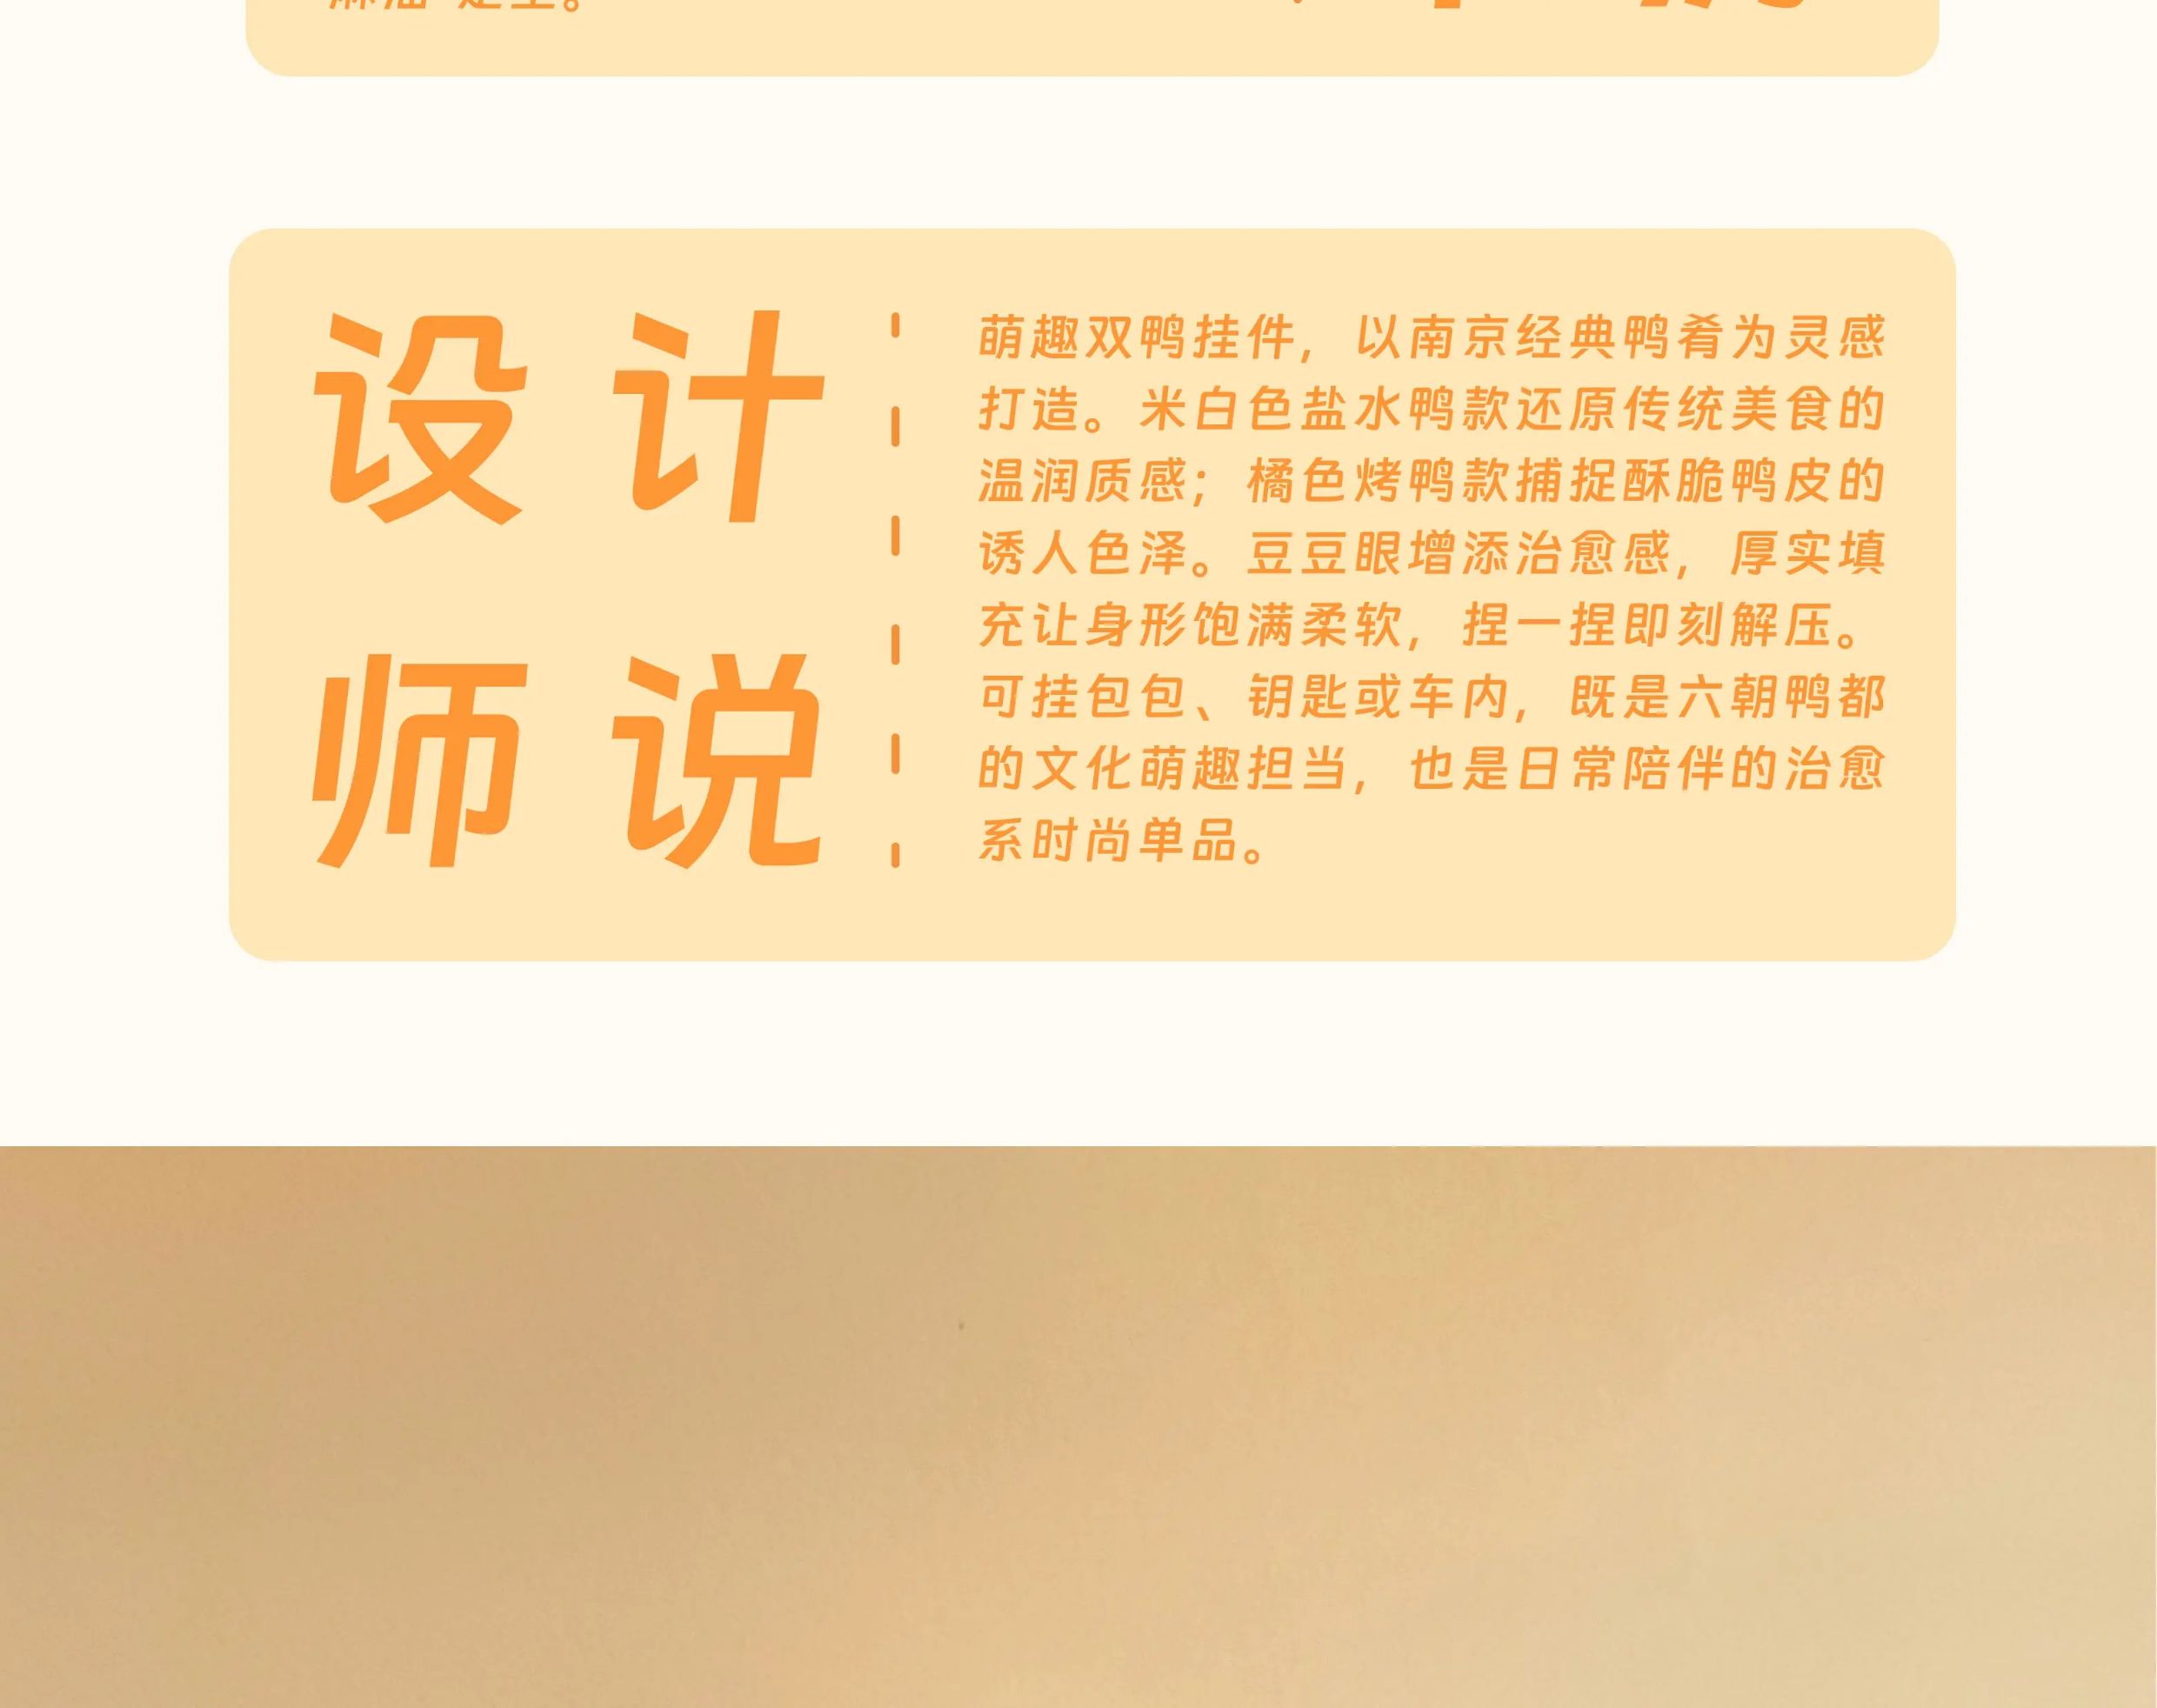 设计
师说
萌趣双鸭挂件，以南京经典鸭肴为灵感
打造。米白色盐水鸭款还原传统美食的
温润质感；橘色烤鸭款捕捉酥脆鸭皮的
诱人色泽。豆豆眼增添治愈感，厚实填
充让身形饱满柔软，捏一捏即刻解压。
可挂包包、钥匙或车内，既是六朝鸭都
的文化萌趣担当，也是日常陪伴的治愈
系时尚单品。